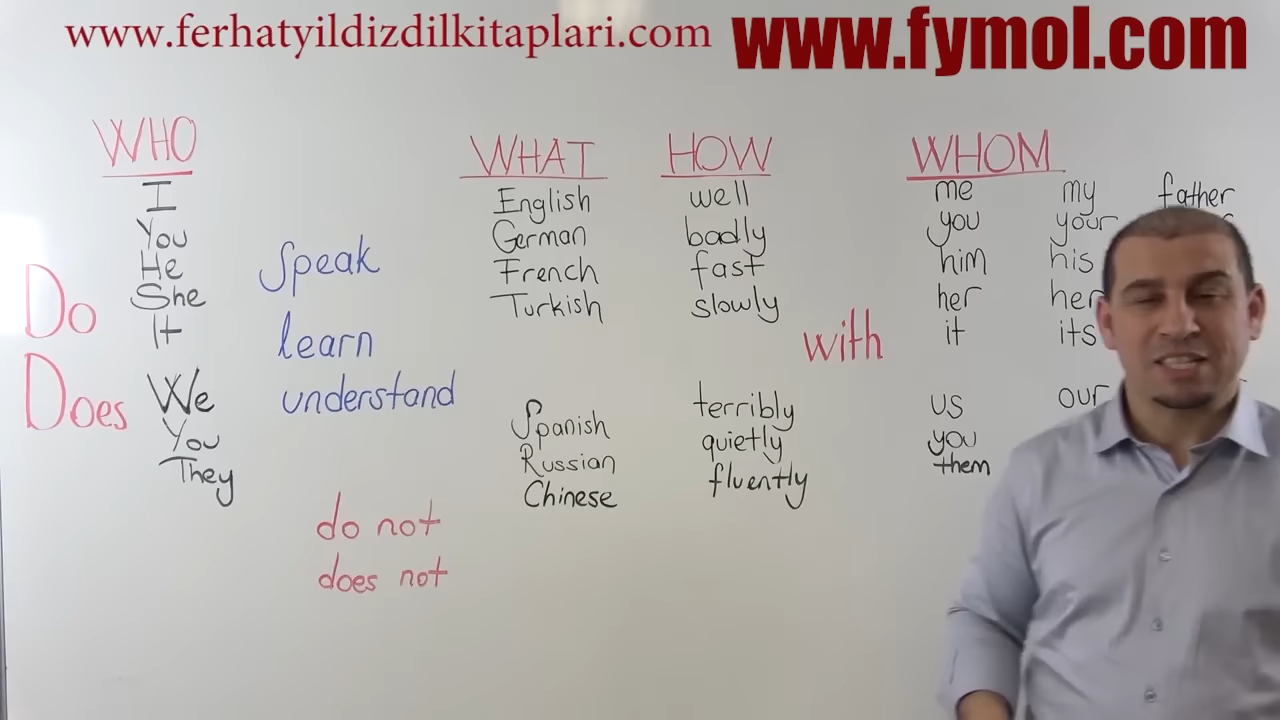 www.ferhatyildizdilkitaplari.com
www.fymol.com
WHO
I
You
He
She
It
We
You
They
Do
Does
speak
learn
understand
do not
does not
WHAT
English
German
French
Turkish
Spanish
Russian
Chinese
HOW
well
badly
fast
slowly
terribly
quietly
fluently
with
WHOM
me
you
him
her
it
us
you
them
my
your
his
her
its
our
father